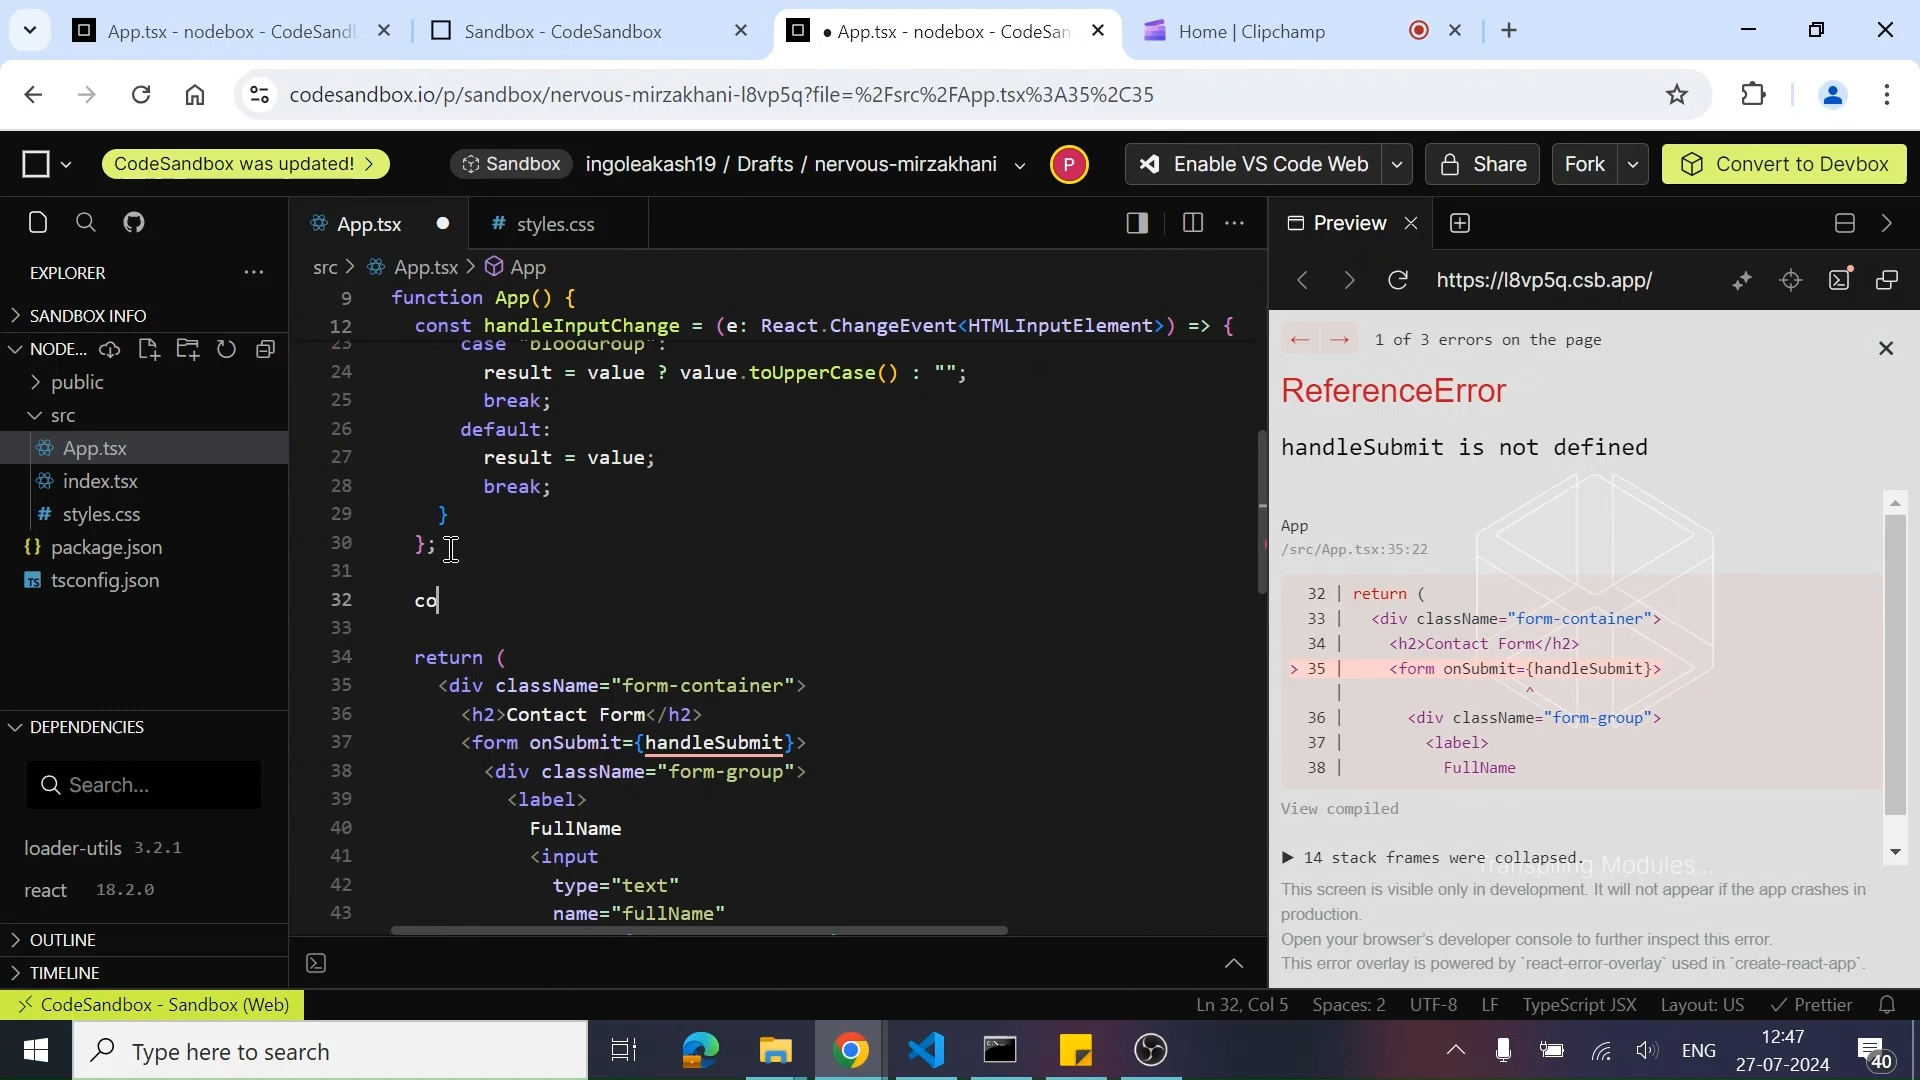 App.tsx - nodebox - CodeSand
Sandbox - CodeSandbox
● App.tsx - nodebox - CodeSan
Home | Clipchamp
codesandbox.io/p/sandbox/nervous-mirzakhani-l8vp5q?file=%2Fsrc%2FApp.tsx%3A35%2C35
CodeSandbox was updated!
Sandbox
ingoleakash19 / Drafts / nervous-mirzakhani
P
Enable VS Code Web
Share
Fork
Convert to Devbox
EXPLORER
SANDBOX INFO
NODE...
public
src
App.tsx
index.tsx
styles.css
package.json
tsconfig.json
DEPENDENCIES
Search...
loader-utils 3.2.1
react 18.2.0
OUTLINE
TIMELINE
App.tsx
# styles.css
src > App.tsx > App
9 function App() {
12 const handleInputChange = (e: React.ChangeEvent<HTMLInputElement>) => {
23 case "bloodGroup":
24 result = value ? value.toUpperCase() : "";
25 break;
26 default:
27 result = value;
28 break;
29 }
30 };
31
32 co
33
34 return (
35 <div className="form-container">
36 <h2>Contact Form</h2>
37 <form onSubmit={handleSubmit}>
38 <div className="form-group">
39 <label>
40 FullName
41 <input
42 type="text"
43 name="fullName"
Preview
https://l8vp5q.csb.app/
1 of 3 errors on the page
ReferenceError
handleSubmit is not defined
App
/src/App.tsx:35:22
32 | return (
33 | <div className="form-container">
34 | <h2>Contact Form</h2>
> 35 | <form onSubmit={handleSubmit}>
| ^
36 | <div className="form-group">
37 | <label>
38 | FullName
View compiled
▶ 14 stack frames were collapsed.
Transpiling Modules...
This screen is visible only in development. It will not appear if the app crashes in
production.
Open your browser's developer console to further inspect this error.
This error overlay is powered by `react-error-overlay` used in `create-react-app`.
CodeSandbox - Sandbox (Web)
Ln 32, Col 5
Spaces: 2
UTF-8
LF
TypeScript JSX
Layout: US
Prettier
Type here to search
ENG
12:47
27-07-2024
40